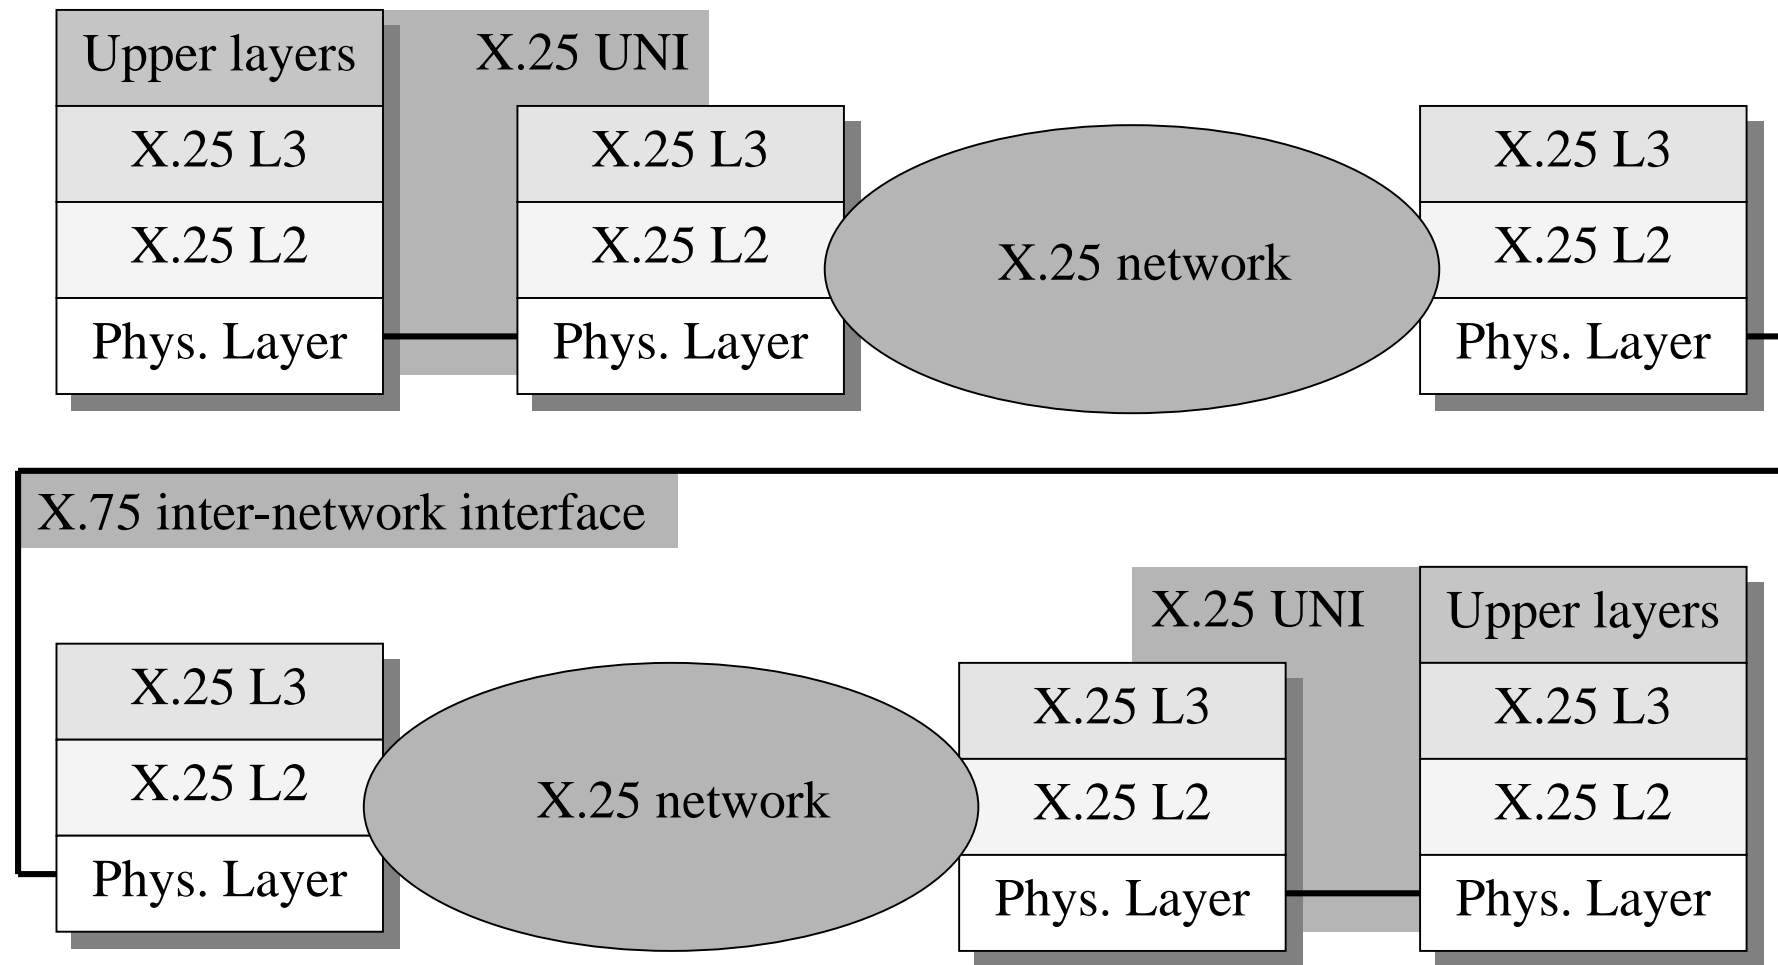 Upper layers
X.25 UNI
X.25 L3
X.25 L3
X.25 L3
X.25 L2
X.25 L2
X.25 network
X.25 L2
Phys. Layer
Phys. Layer
Phys. Layer
X.75 inter-network interface
X.25 UNI
Upper layers
X.25 L3
X.25 L3
X.25 L3
X.25 L2
X.25 network
X.25 L2
X.25 L2
Phys. Layer
Phys. Layer
Phys. Layer